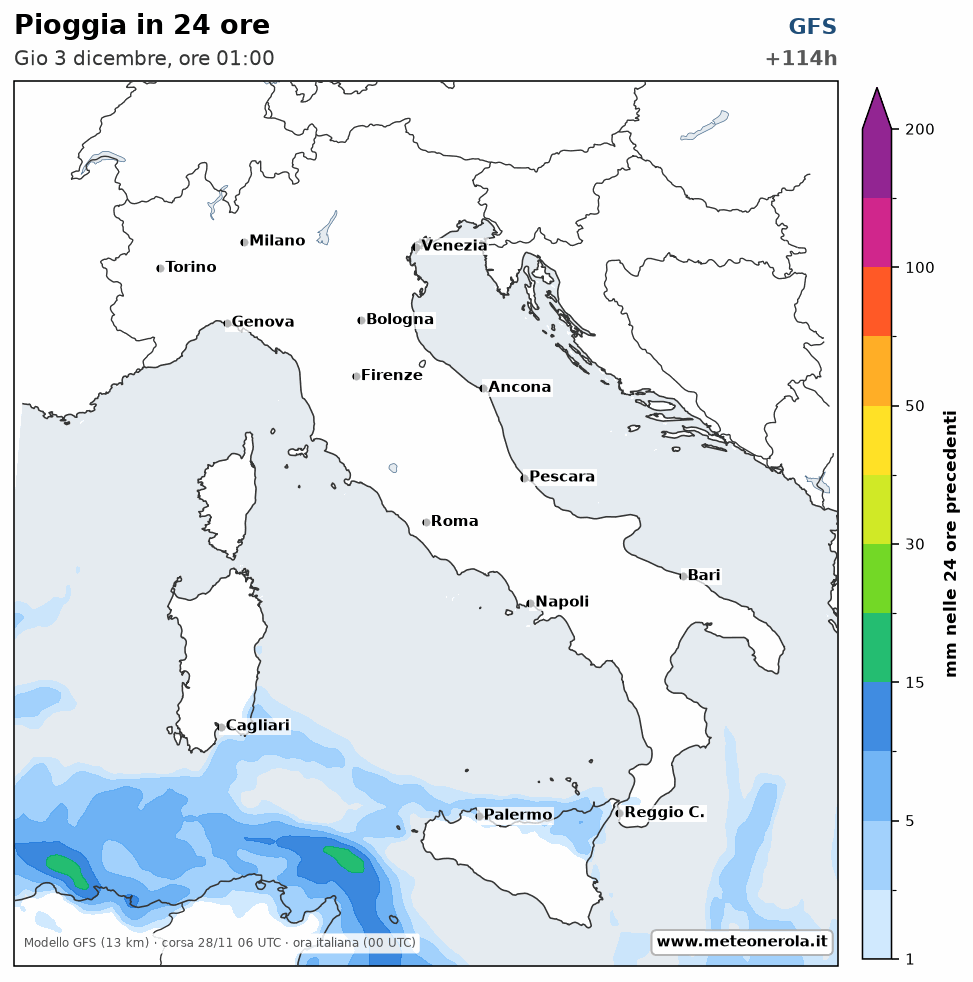 Pioggia in 24 ore
GFS
Gio 3 dicembre, ore 01:00
+114h
200
Milano
Venezia
Torino
100
Genova
Bologna
Firenze
Ancona
50
Pescara
Roma
30
Bari
Napoli
15
Cagliari
Palermo
Reggio C.
5
mm nelle 24 ore precedenti
Modello GFS (13 km) · corsa 28/11 06 UTC · ora italiana (00 UTC)
www.meteonerola.it
1